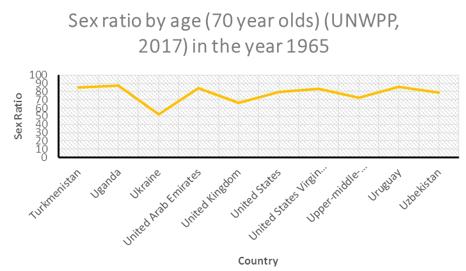 Sex ratio by age (70 year olds) (UNWPP,
2017) in the year 1965
Sex Ratio
100
90
80
70
60
50
40
30
20
10
0
Turkmenistan
Uganda
Ukraine
United Arab Emirates
United Kingdom
United States
United States Virgin...
Upper-middle-...
Uruguay
Uzbekistan
Country